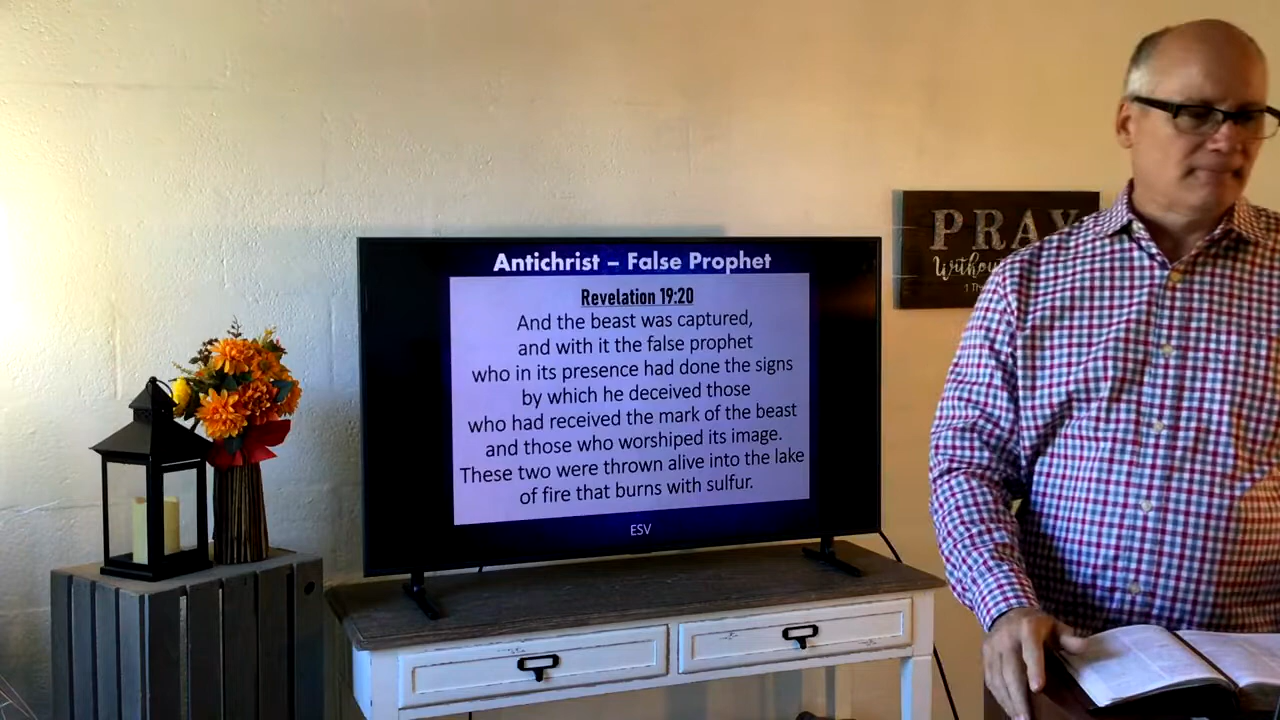 Antichrist – False Prophet
Revelation 19:20
And the beast was captured,
and with it the false prophet
who in its presence had done the signs
by which he deceived those
who had received the mark of the beast
and those who worshiped its image.
These two were thrown alive into the lake
of fire that burns with sulfur.
ESV
PRAY